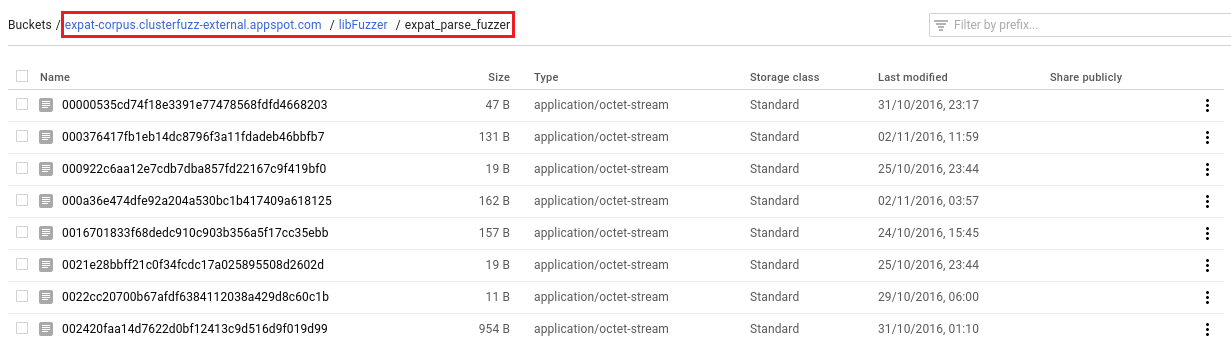 Buckets / expat-corpus.clusterfuzz-external.appspot.com / libFuzzer / expat_parse_fuzzer Filter by prefix...
Name Size Type Storage class Last modified Share publicly
00000535cd74f18e3391e77478568fdfd4668203 47 B application/octet-stream Standard 31/10/2016, 23:17
000376417fb1eb14dc8796f3a11fdadeb46bbfb7 131 B application/octet-stream Standard 02/11/2016, 11:59
000922c6aa12e7cdb7dba857fd22167c9f419bf0 19 B application/octet-stream Standard 25/10/2016, 23:44
000a36e474dfe92a204a530bc1b417409a618125 162 B application/octet-stream Standard 02/11/2016, 03:57
0016701833f68dedc910c903b356a5f17cc35ebb 157 B application/octet-stream Standard 24/10/2016, 15:45
0021e28bbff21c0f34fcdc17a025895508d2602d 19 B application/octet-stream Standard 25/10/2016, 23:44
0022cc20700b67afdf6384112038a429d8c60c1b 11 B application/octet-stream Standard 29/10/2016, 06:00
002420faa14d7622d0bf12413c9d516d9f019d99 954 B application/octet-stream Standard 31/10/2016, 01:10